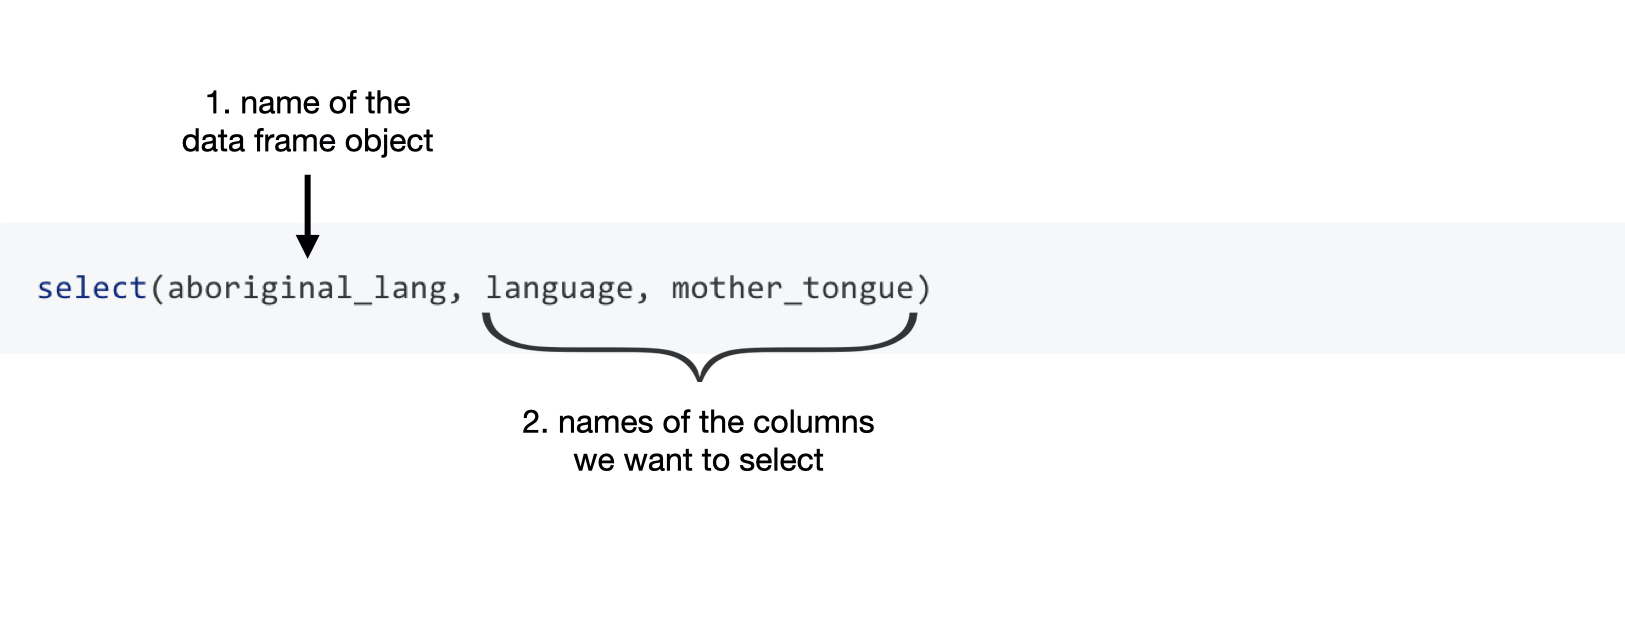 1. name of the
data frame object
select(aboriginal_lang, language, mother_tongue)
2. names of the columns
we want to select